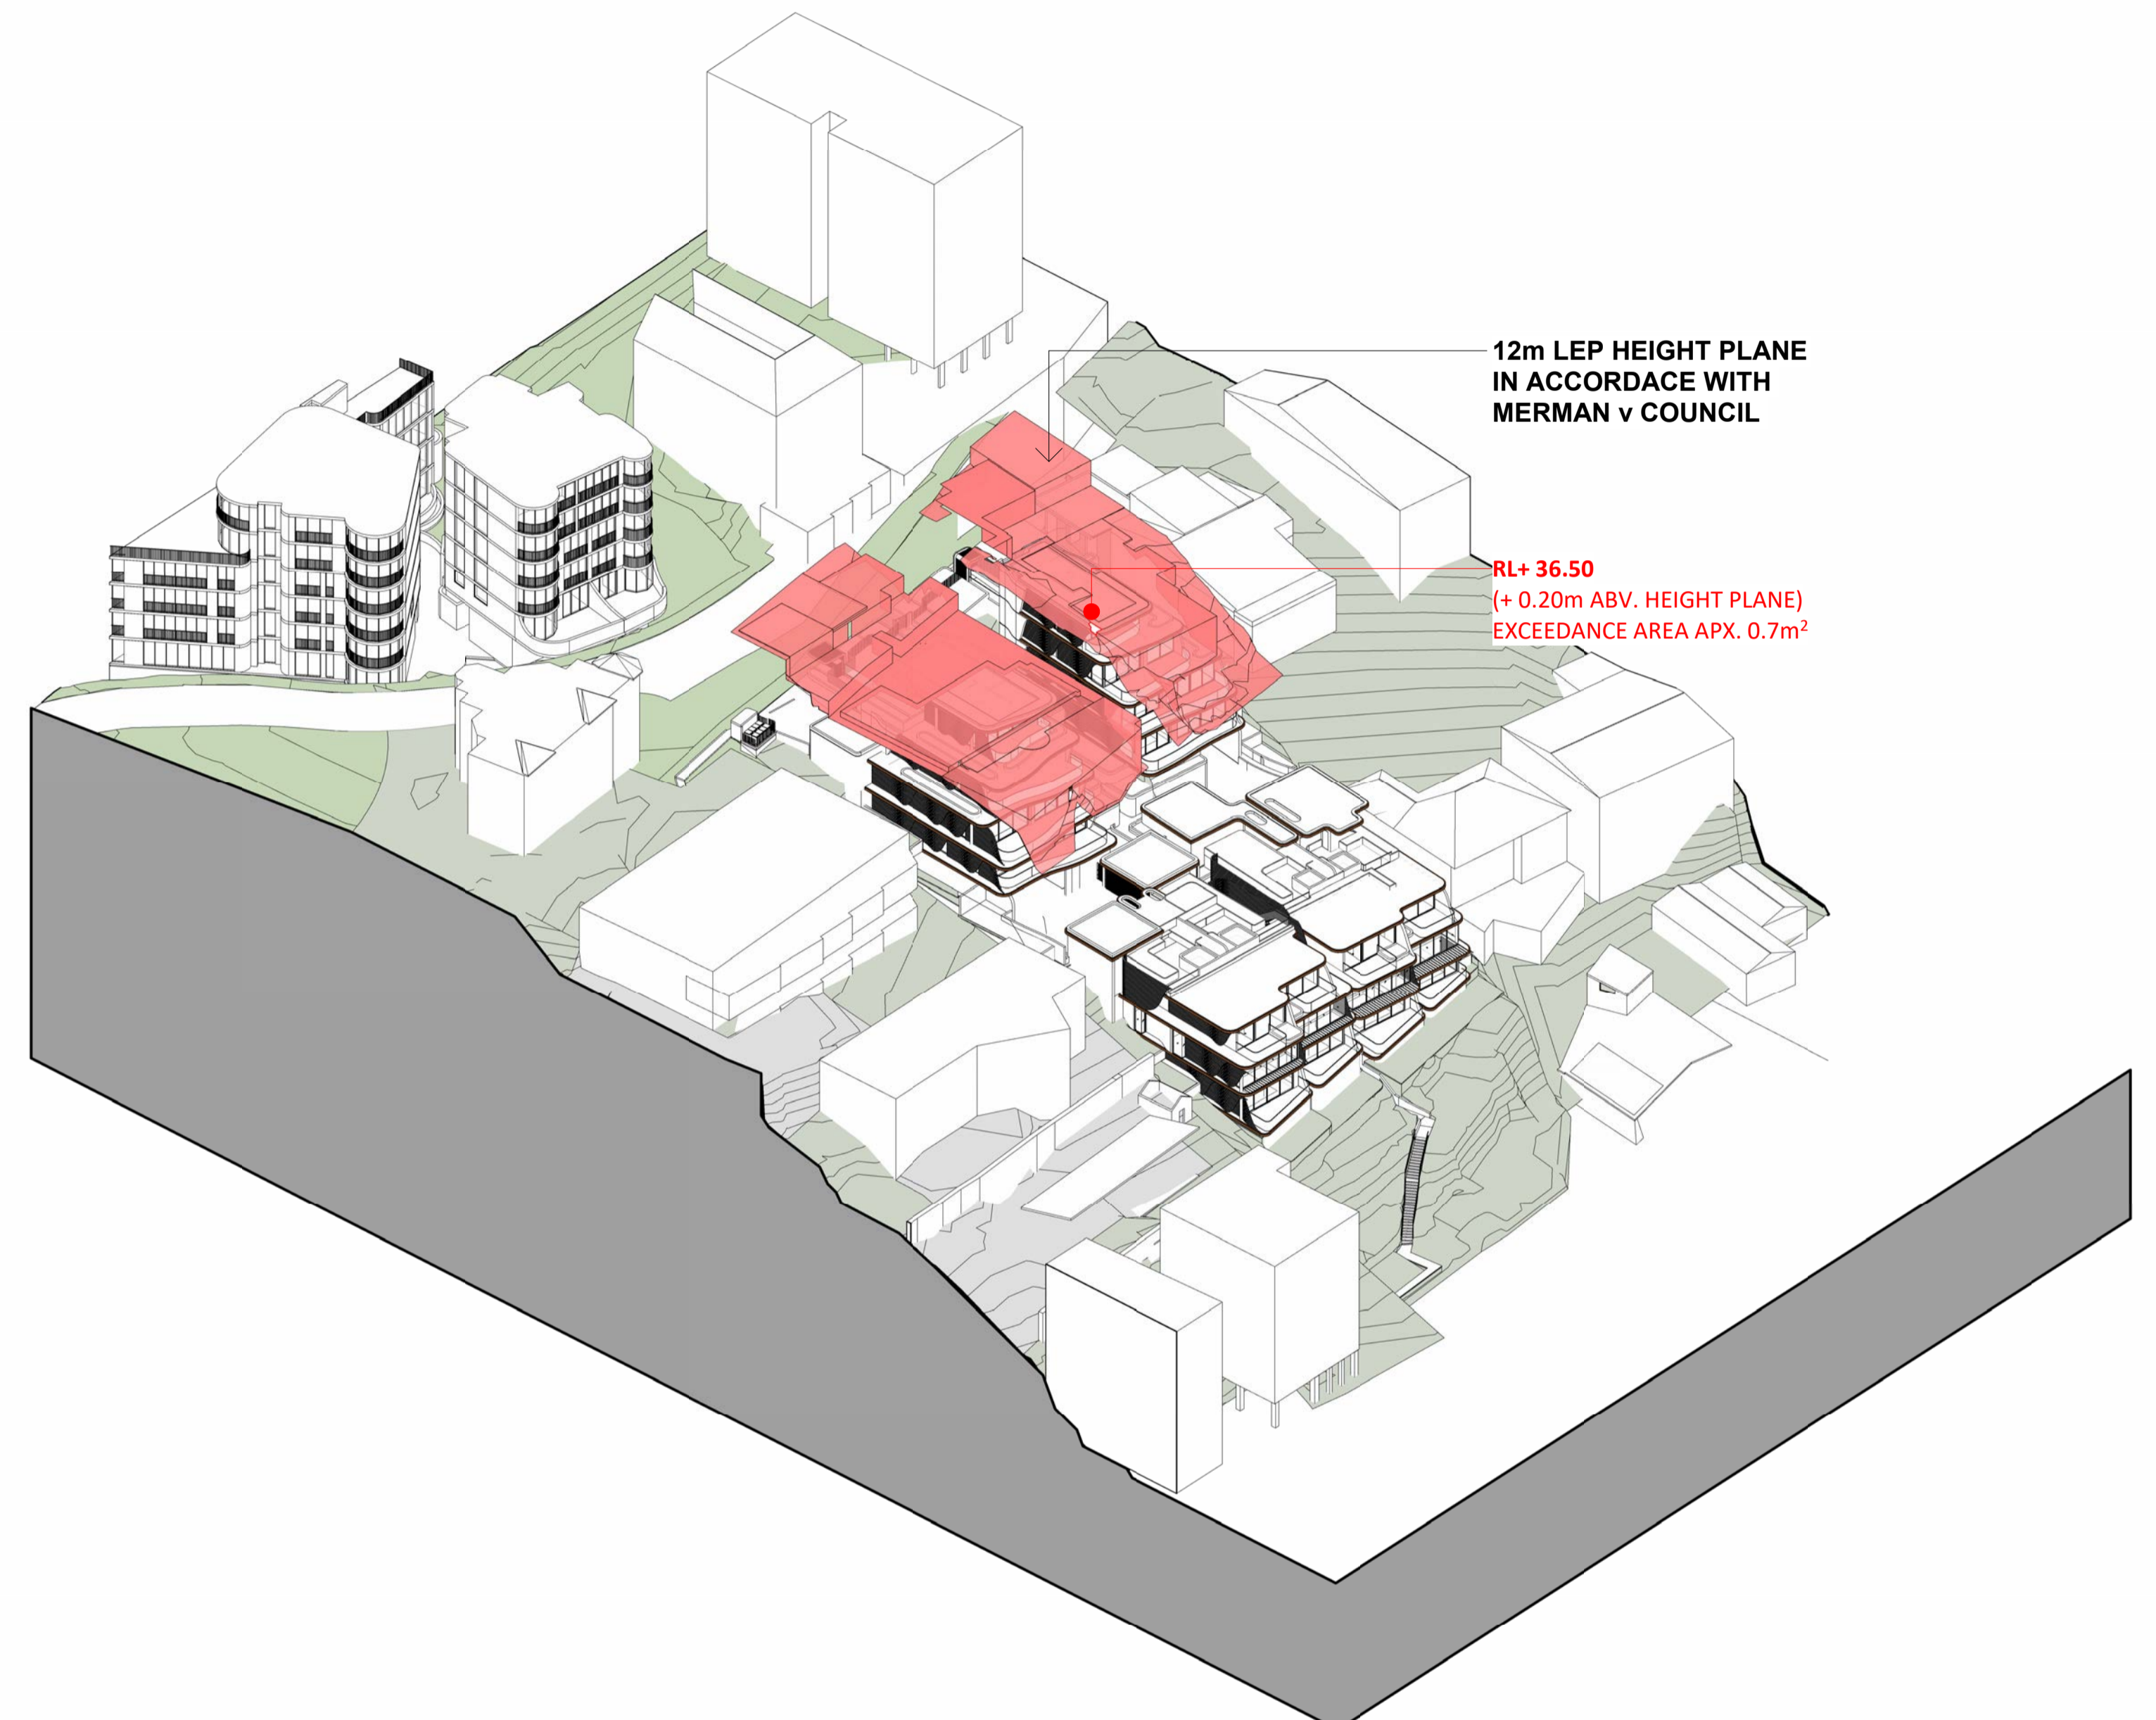 12m LEP HEIGHT PLANE
IN ACCORDACE WITH
MERMAN v COUNCIL
RL+ 36.50
(+ 0.20m ABV. HEIGHT PLANE)
EXCEEDANCE AREA APX. 0.7m²